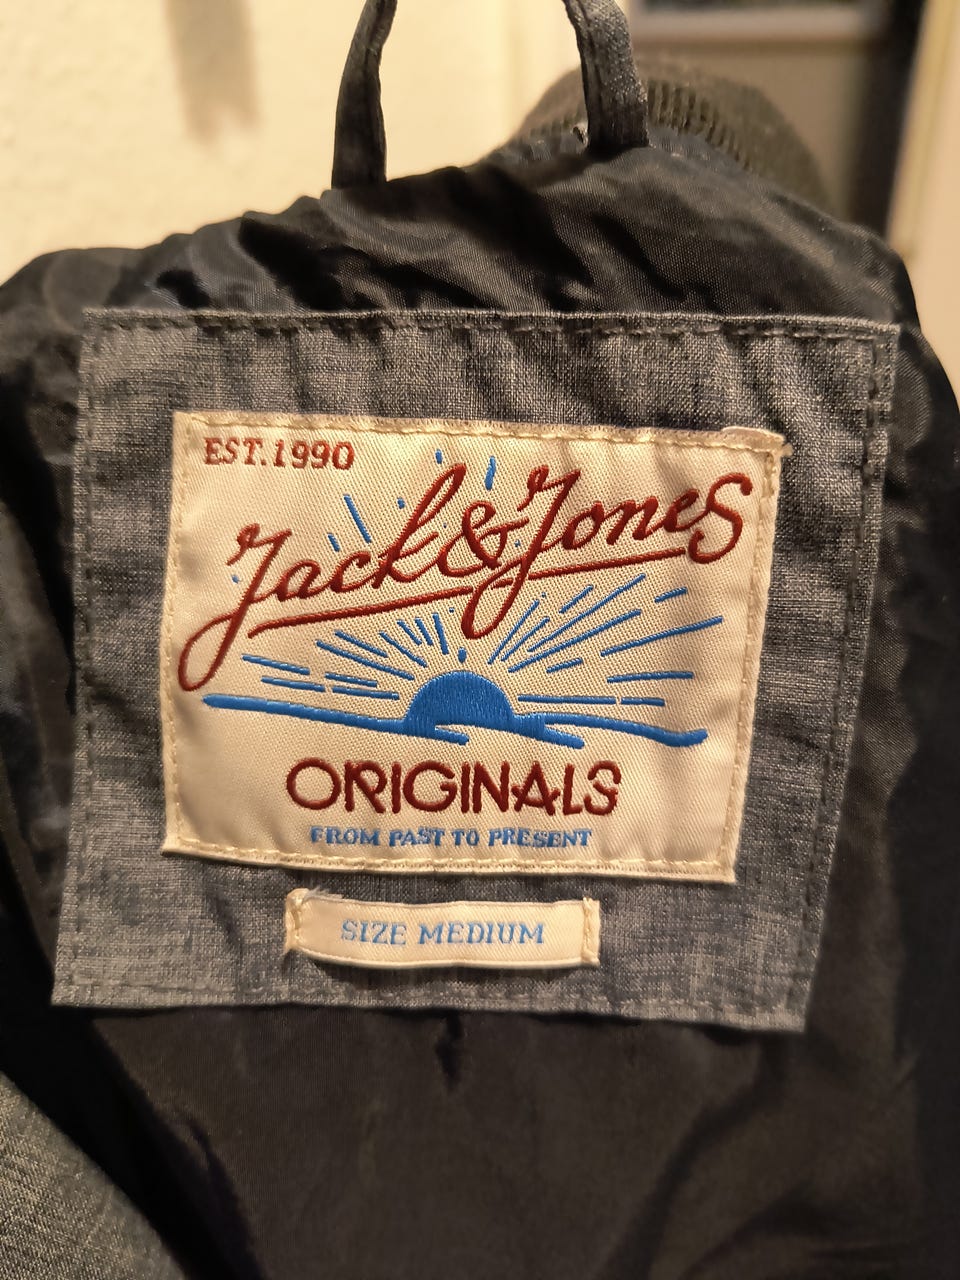 EST.1990
Jack & Jones
ORIGINALS
FROM PAST TO PRESENT
SIZE MEDIUM